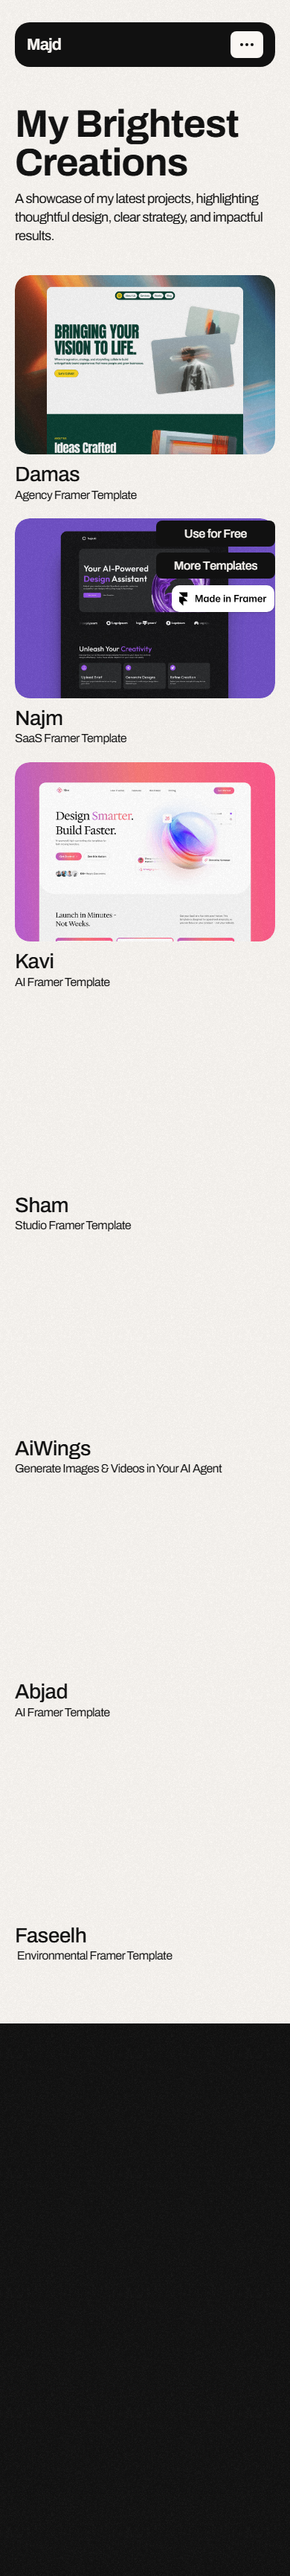 Majd
My Brightest
Creations
A showcase of my latest projects, highlighting
thoughtful design, clear strategy, and impactful
results.
BRINGING YOUR
VISION TO LIFE.
Ideas Crafted
Damas
Agency Framer Template
Use for Free
More Templates
Made in Framer
Your AI-Powered
Design Assistant
Unleash Your Creativity
Najm
SaaS Framer Template
Design Smarter.
Build Faster.
Launch in Minutes -
Not Weeks.
Kavi
AI Framer Template
Sham
Studio Framer Template
AiWings
Generate Images & Videos in Your AI Agent
Abjad
AI Framer Template
Faseelh
Environmental Framer Template